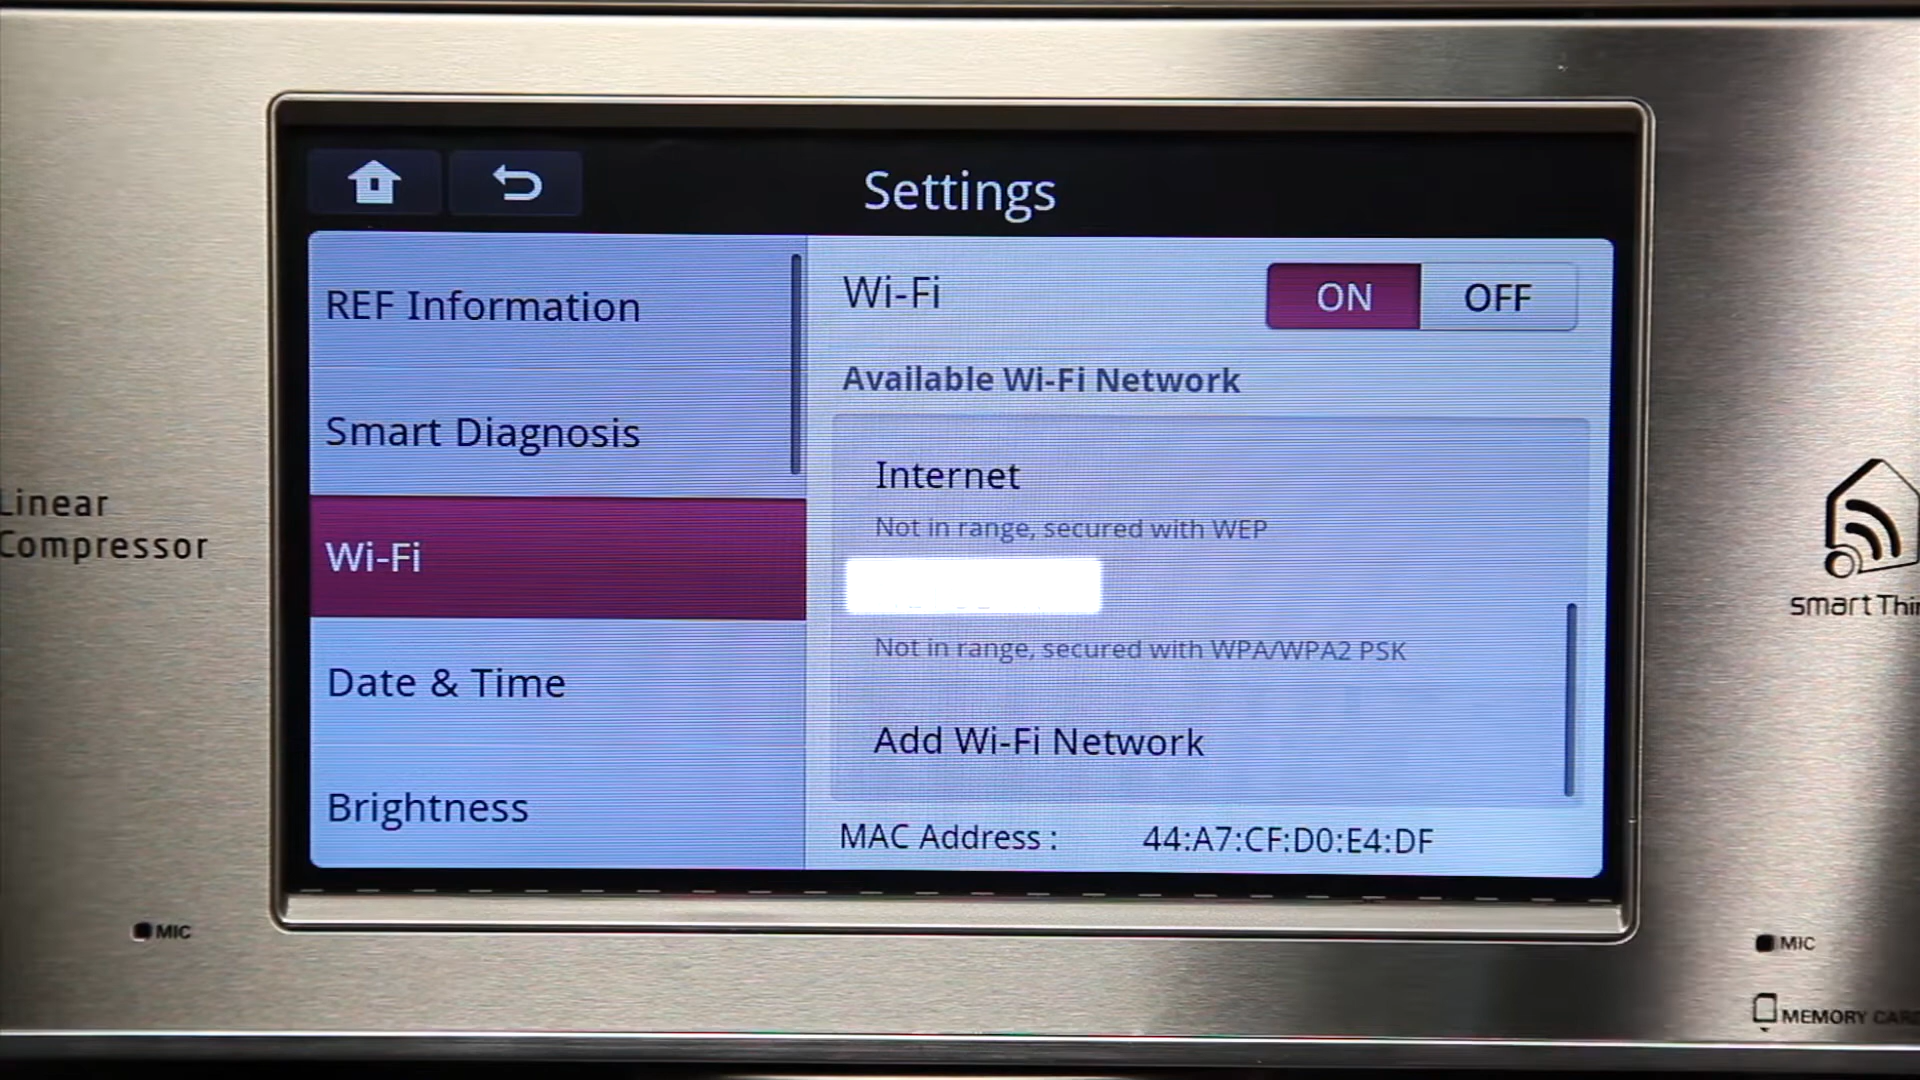 Settings
REF Information
Smart Diagnosis
Wi-Fi
Date & Time
Brightness
Wi-Fi
ON
OFF
Available Wi-Fi Network
Internet
Not in range, secured with WEP
Not in range, secured with WPA/WPA2 PSK
Add Wi-Fi Network
MAC Address :
44:A7:CF:D0:E4:DF
Linear
Compressor
MIC
smart Thin
MIC
MEMORY CARD